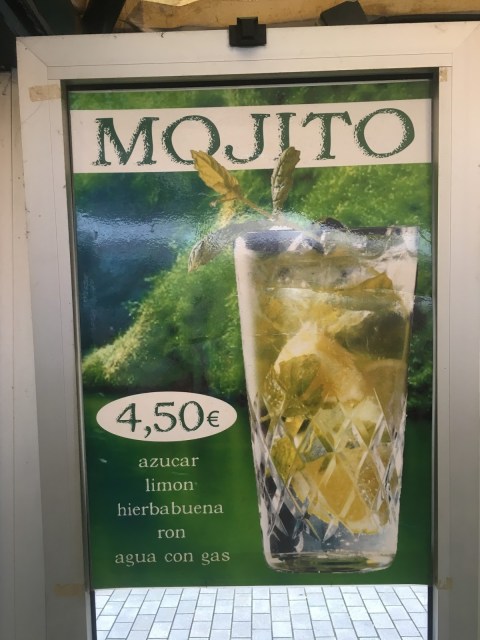 MOJITO
4,50€
azucar
limon
hierbabuena
ron
agua con gas